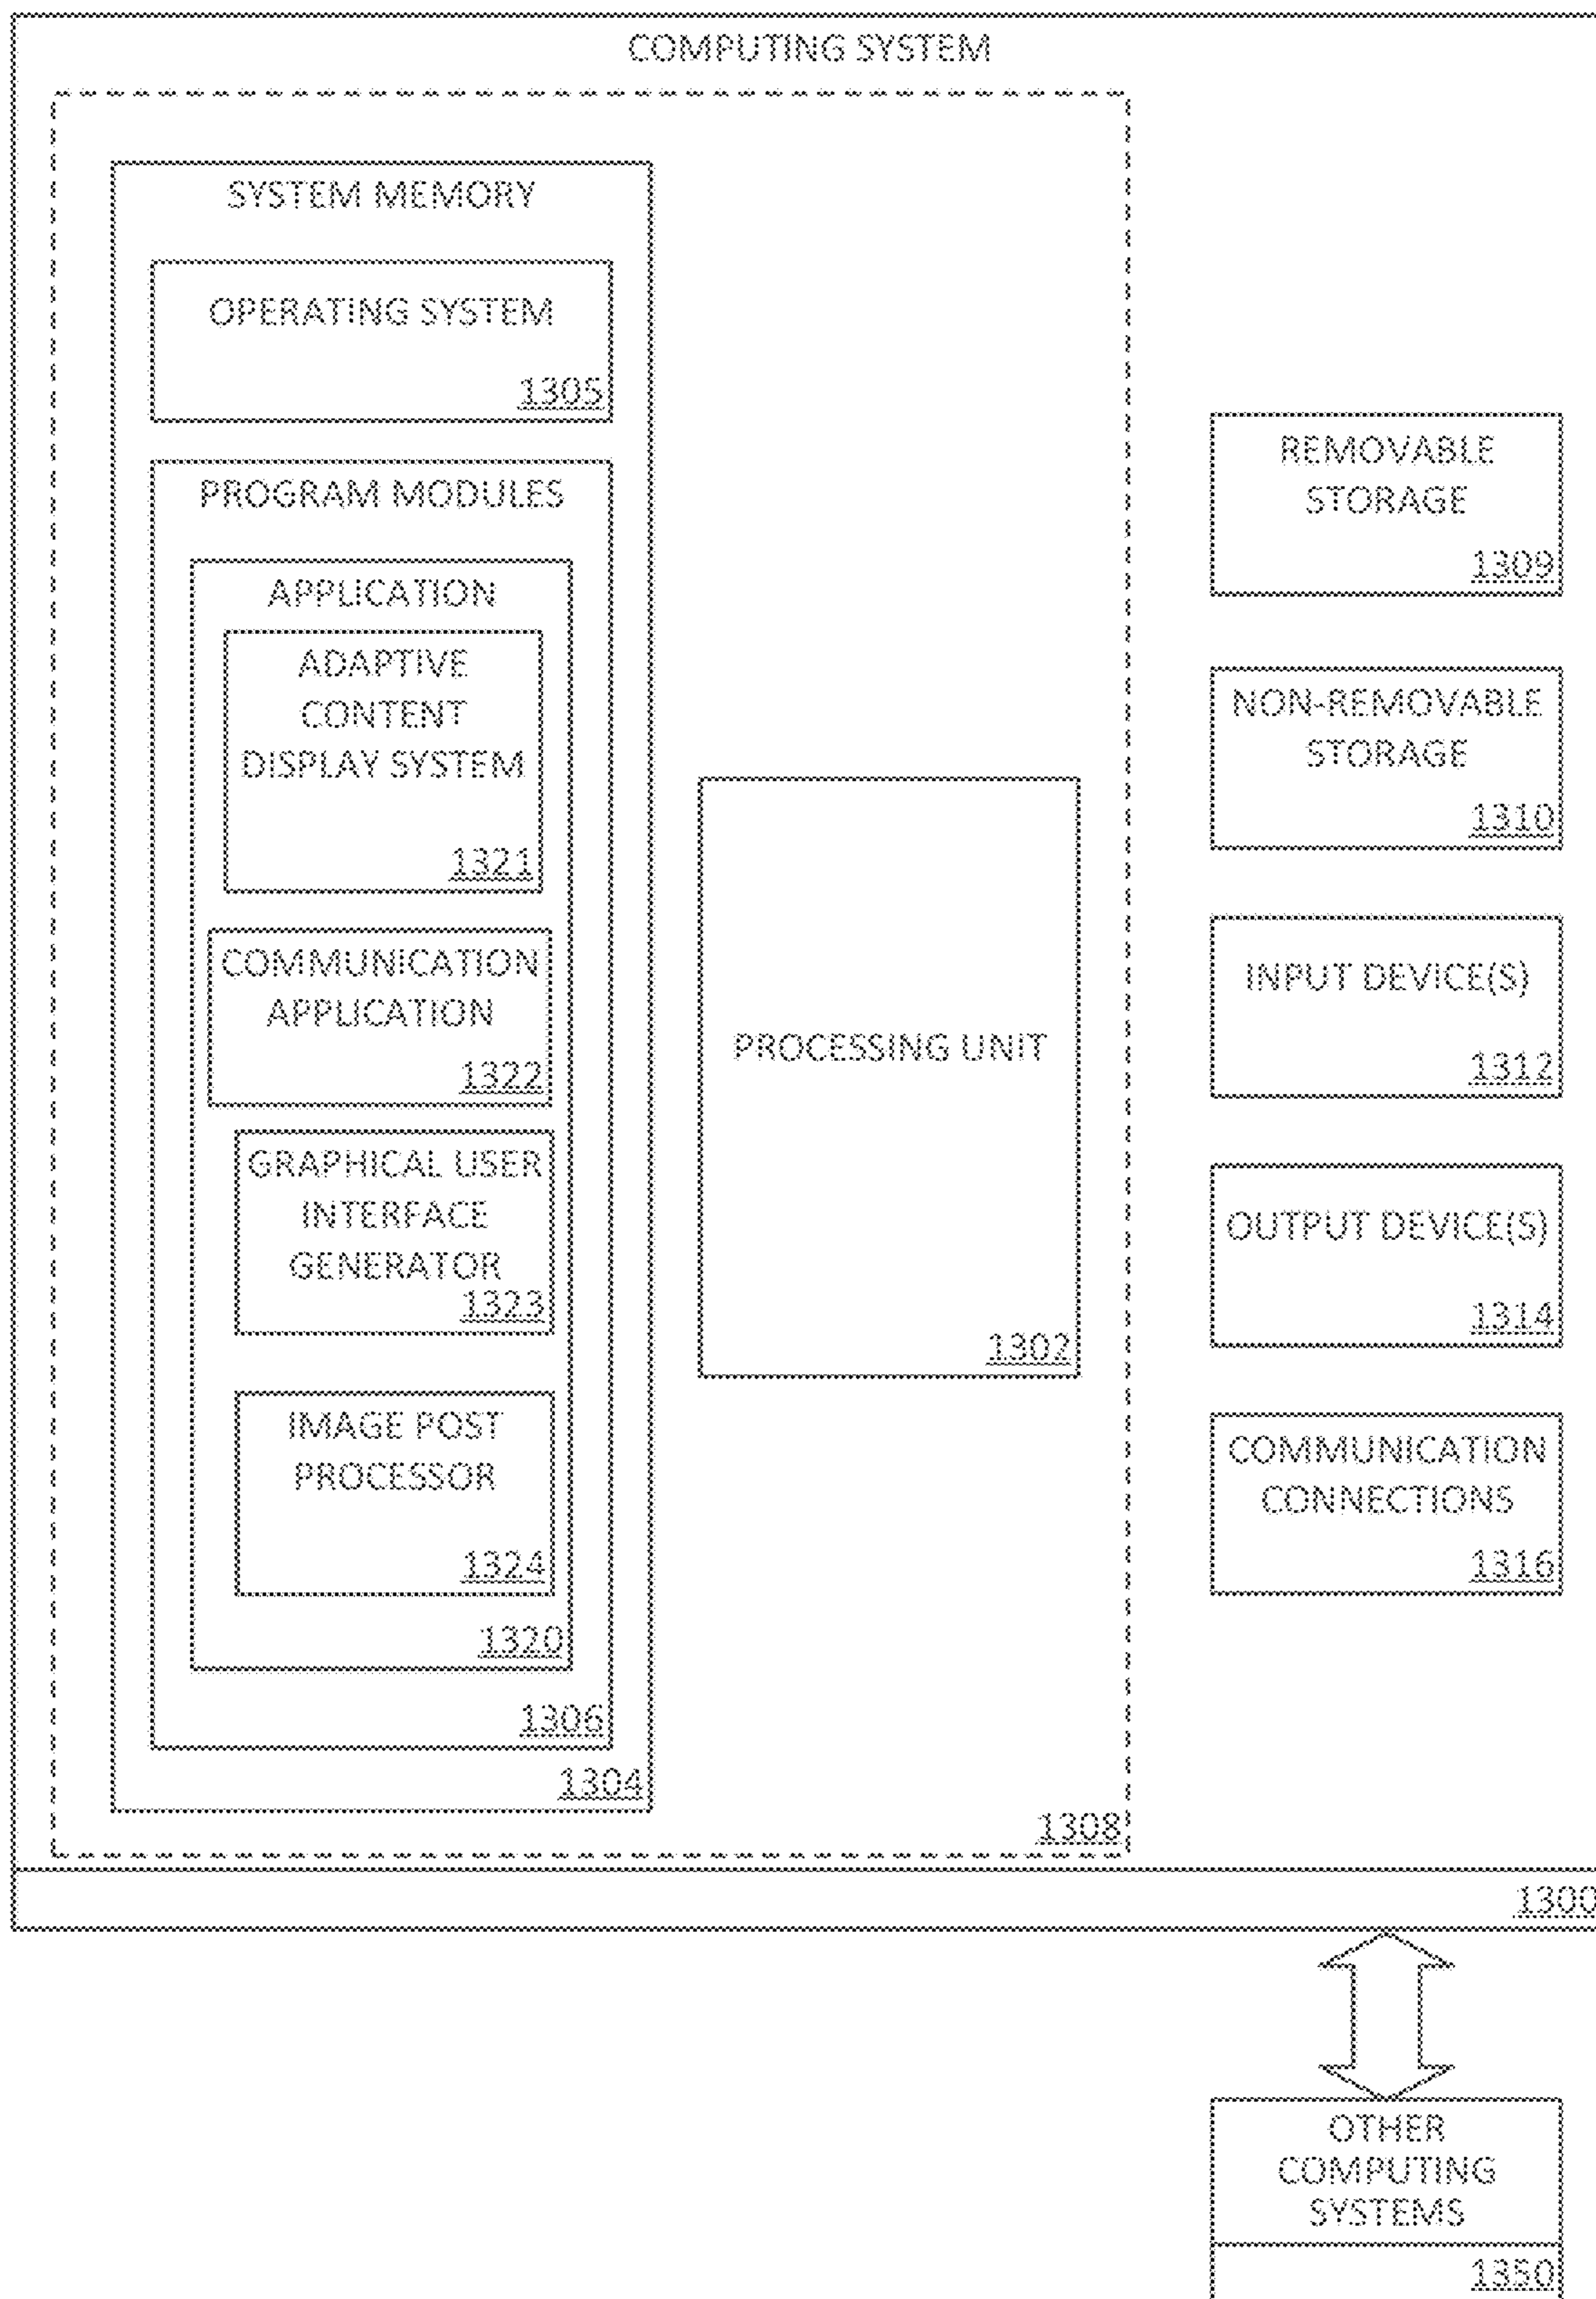 COMPUTING SYSTEM
SYSTEM MEMORY
OPERATING SYSTEM
1305
PROGRAM MODULES
APPLICATION
ADAPTIVE
CONTENT
DISPLAY SYSTEM
1321
COMMUNICATION
APPLICATION
1322
GRAPHICAL USER
INTERFACE
GENERATOR
1323
IMAGE POST
PROCESSOR
1324
1320
1306
1304
PROCESSING UNIT
1302
1308
REMOVABLE
STORAGE
1309
NON-REMOVABLE
STORAGE
1310
INPUT DEVICE(S)
1312
OUTPUT DEVICE(S)
1314
COMMUNICATION
CONNECTIONS
1316
1300
OTHER
COMPUTING
SYSTEMS
1350